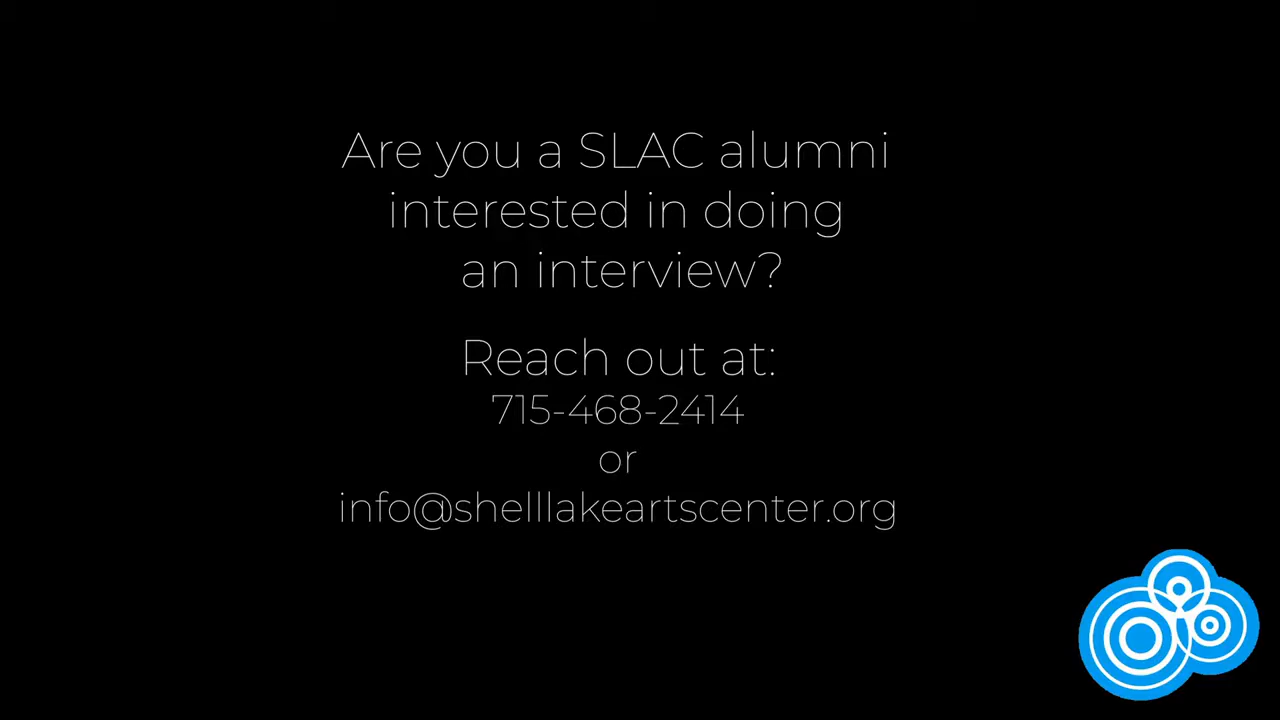 Are you a SLAC alumni
interested in doing
an interview?
Reach out at:
715-468-2414
or
info@shelllakeartscenter.org